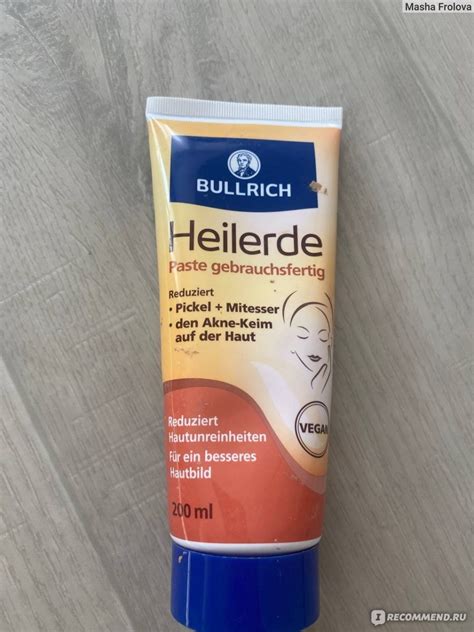 Masha Frolova
BULLRICH
Heilerde
Paste gebrauchsfertig
Reduziert
• Pickel + Mitesser
• den Akne-Keim
auf der Haut
VEGAN
Reduziert
Hautunreinheiten
Für ein besseres
Hautbild
200 ml
IRECOMMEND.RU